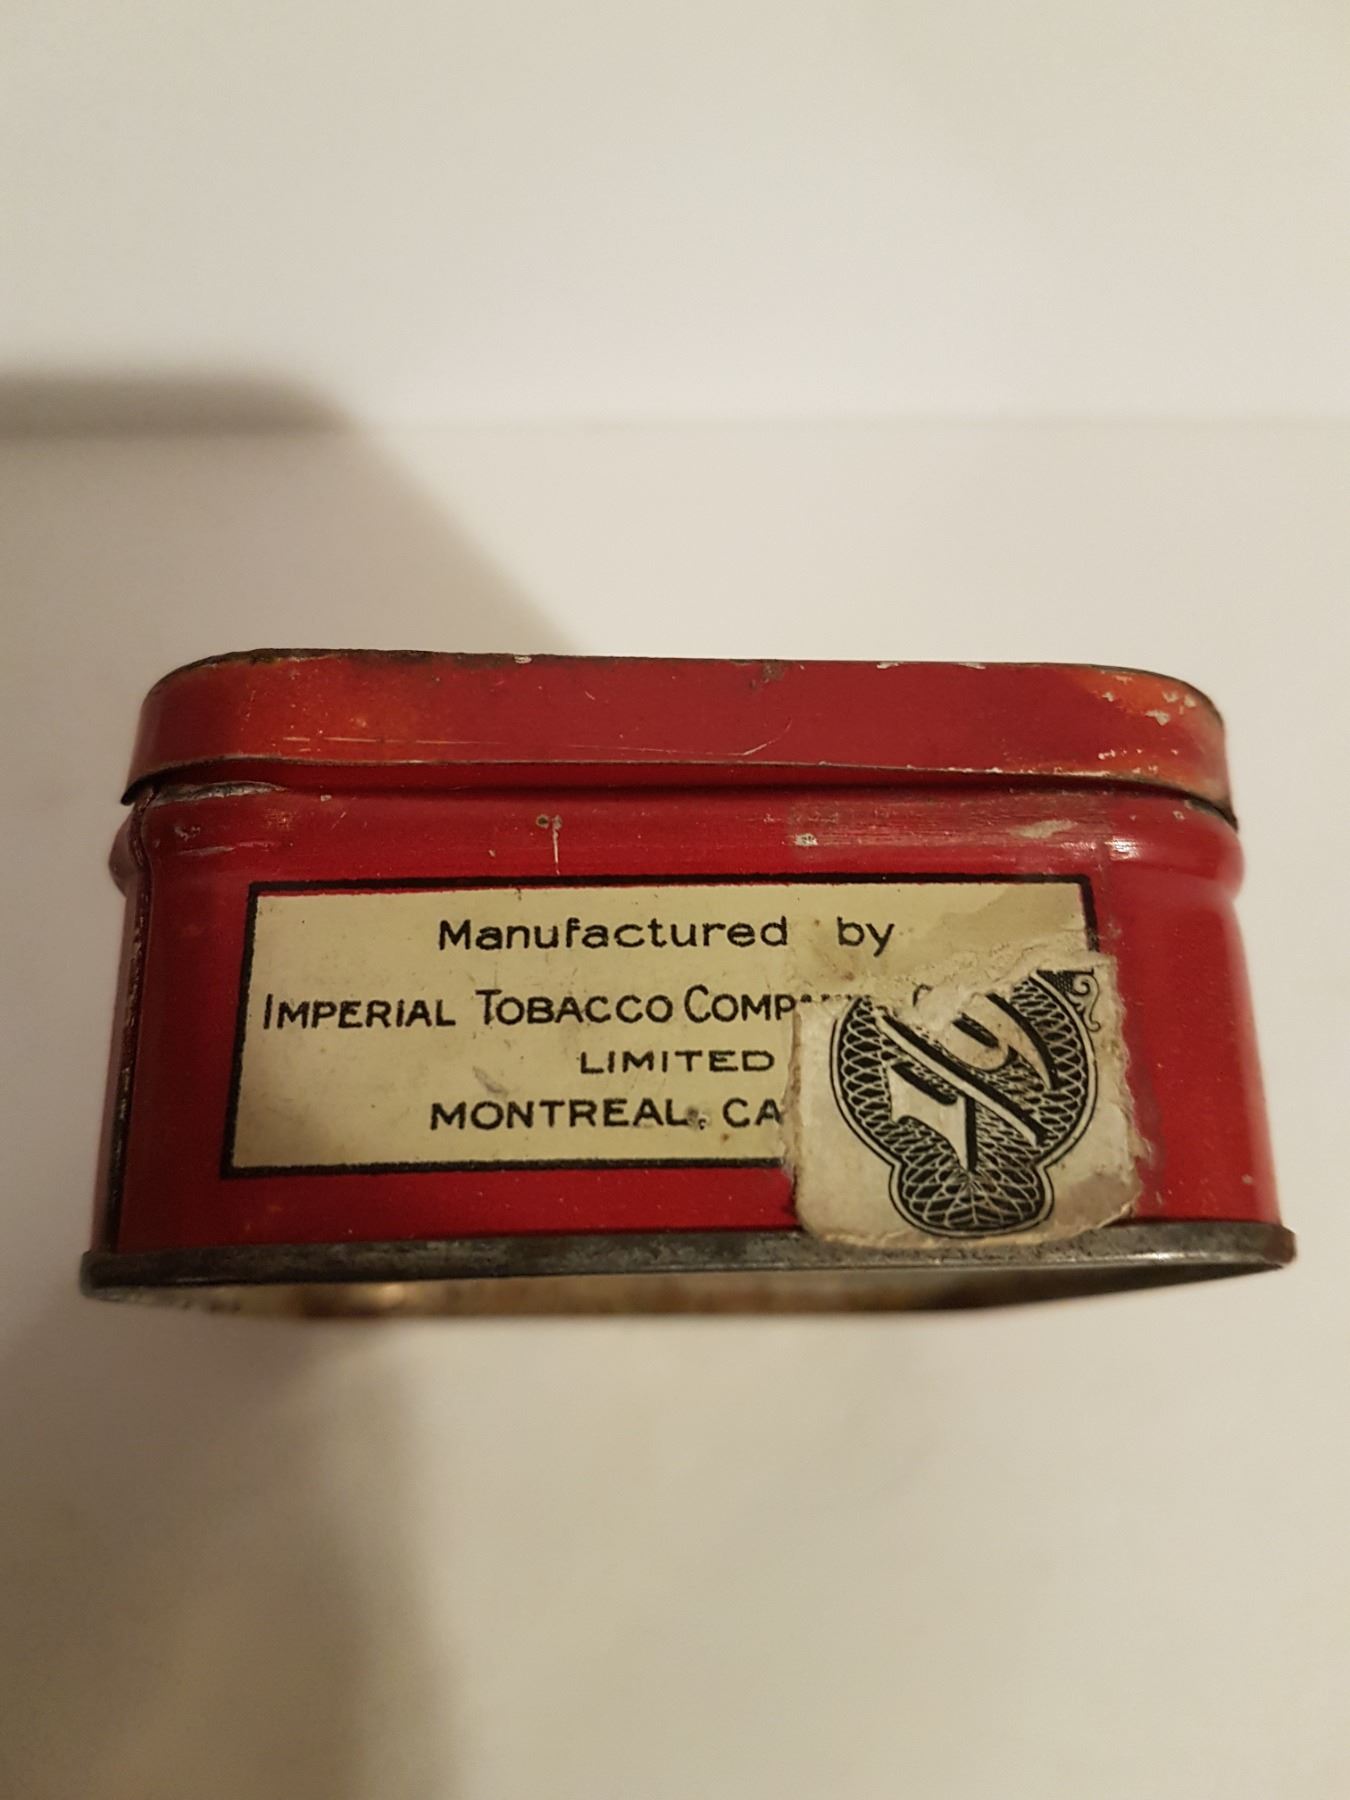 Manufactured by
IMPERIAL TOBACCO COMP
LIMITED
MONTREAL, CA